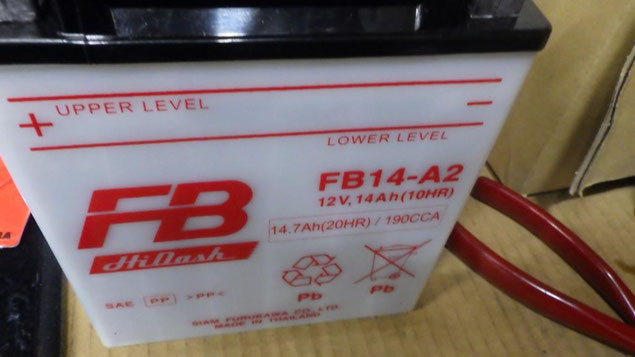 UPPER LEVEL
+ −
LOWER LEVEL
FB14-A2
12V, 14Ah(10HR)
14.7Ah(20HR) / 190CCA
FB
HiDash
Pb Pb
SAE PP >PP<
SIAM FURUKAWA CO., LTD.
MADE IN THAILAND